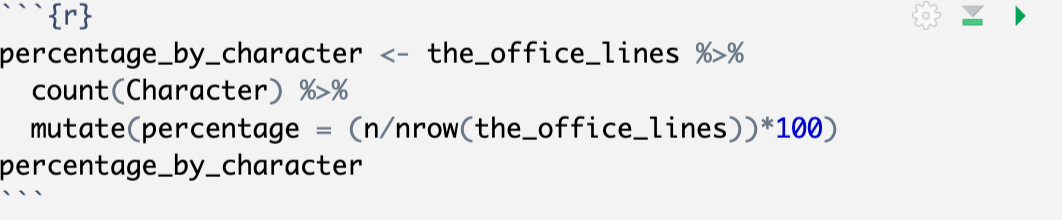 ```{r}
percentage_by_character <- the_office_lines %>%
  count(Character) %>%
  mutate(percentage = (n/nrow(the_office_lines))*100)
percentage_by_character
```